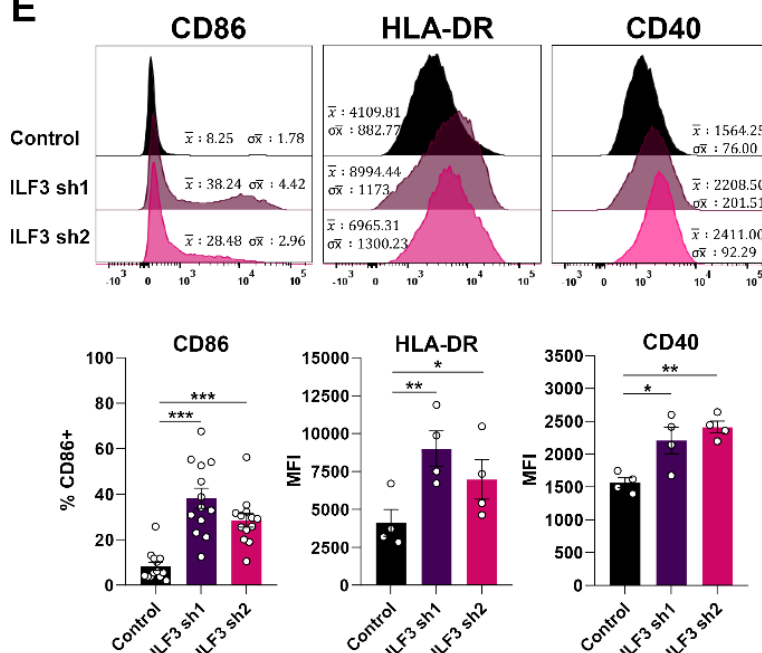 E
CD86 HLA-DR CD40
Control
x̄ : 8.25 σx̄ : 1.78
x̄ : 4109.81
σx̄ : 882.77
x̄ : 1564.25
σx̄ : 76.00
ILF3 sh1
x̄ : 38.24 σx̄ : 4.42
x̄ : 8994.44
σx̄ : 1173
x̄ : 2208.50
σx̄ : 201.51
ILF3 sh2
x̄ : 28.48 σx̄ : 2.96
x̄ : 6965.31
σx̄ : 1300.23
x̄ : 2411.00
σx̄ : 92.29
-10³ 0 10³ 10⁴ 10⁵
-10³ 0 10³ 10⁴ 10⁵
-10³ 0 10³ 10⁴ 10⁵
CD86
% CD86+
100
80
60
40
20
0
***
***
Control ILF3 sh1 ILF3 sh2
HLA-DR
MFI
15000
12500
10000
7500
5000
2500
0
*
**
Control ILF3 sh1 ILF3 sh2
CD40
MFI
3500
3000
2500
2000
1500
1000
500
0
**
*
Control ILF3 sh1 ILF3 sh2